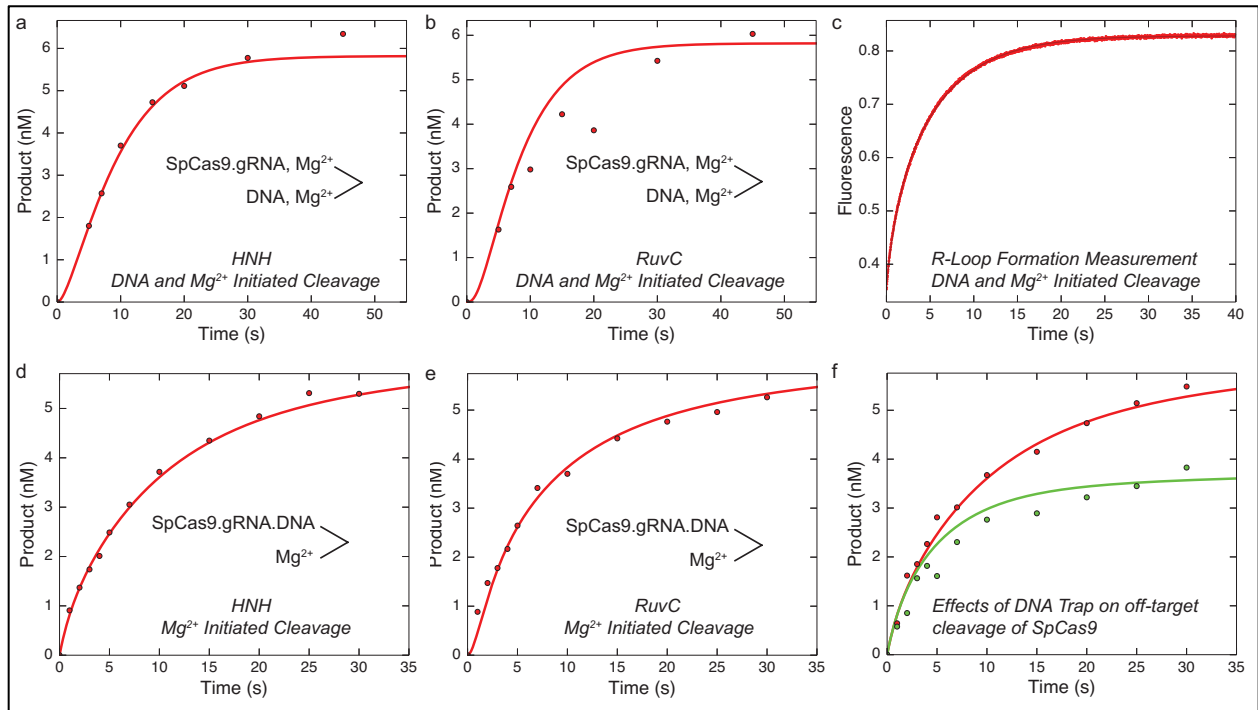 a
Product (nM)
6
5
4
3
2
1
0
SpCas9.gRNA, Mg²⁺
DNA, Mg²⁺
HNH
DNA and Mg²⁺ Initiated Cleavage
0 10 20 30 40 50
Time (s)
b
Product (nM)
6
5
4
3
2
1
0
SpCas9.gRNA, Mg²⁺
DNA, Mg²⁺
RuvC
DNA and Mg²⁺ Initiated Cleavage
0 10 20 30 40 50
Time (s)
c
Fluorescence
0.8
0.7
0.6
0.5
0.4
R-Loop Formation Measurement
DNA and Mg²⁺ Initiated Cleavage
0 5 10 15 20 25 30 35 40
Time (s)
d
Product (nM)
5
4
3
2
1
0
SpCas9.gRNA.DNA
Mg²⁺
HNH
Mg²⁺ Initiated Cleavage
0 5 10 15 20 25 30 35
Time (s)
e
Product (nM)
5
4
3
2
1
0
SpCas9.gRNA.DNA
Mg²⁺
RuvC
Mg²⁺ Initiated Cleavage
0 5 10 15 20 25 30 35
Time (s)
f
Product (nM)
5
4
3
2
1
0
Effects of DNA Trap on off-target
cleavage of SpCas9
0 5 10 15 20 25 30 35
Time (s)